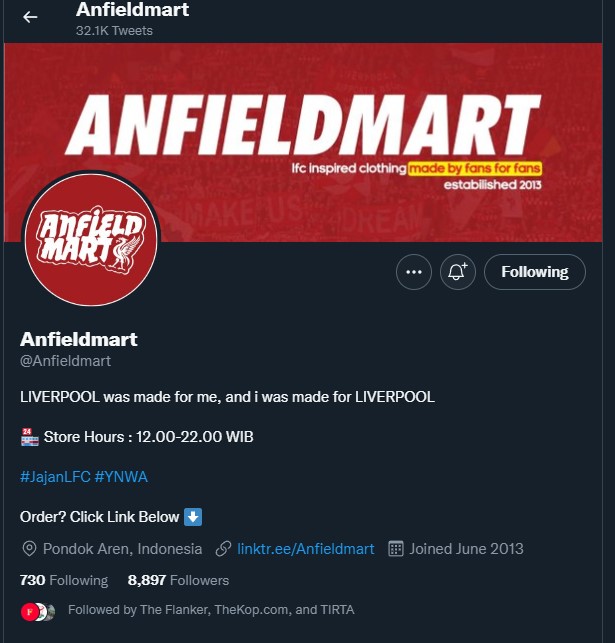 Anfieldmart
32.1K Tweets
ANFIELDMART
lfc inspired clothing made by fans for fans
estabilished 2013
MAKE US DREAM
ANFIELD
MART
Following
Anfieldmart
@Anfieldmart
LIVERPOOL was made for me, and i was made for LIVERPOOL
🏪 Store Hours : 12.00-22.00 WIB
#JajanLFC #YNWA
Order? Click Link Below ⬇️
Pondok Aren, Indonesia linktr.ee/Anfieldmart Joined June 2013
730 Following 8,897 Followers
Followed by The Flanker, TheKop.com, and TIRTA